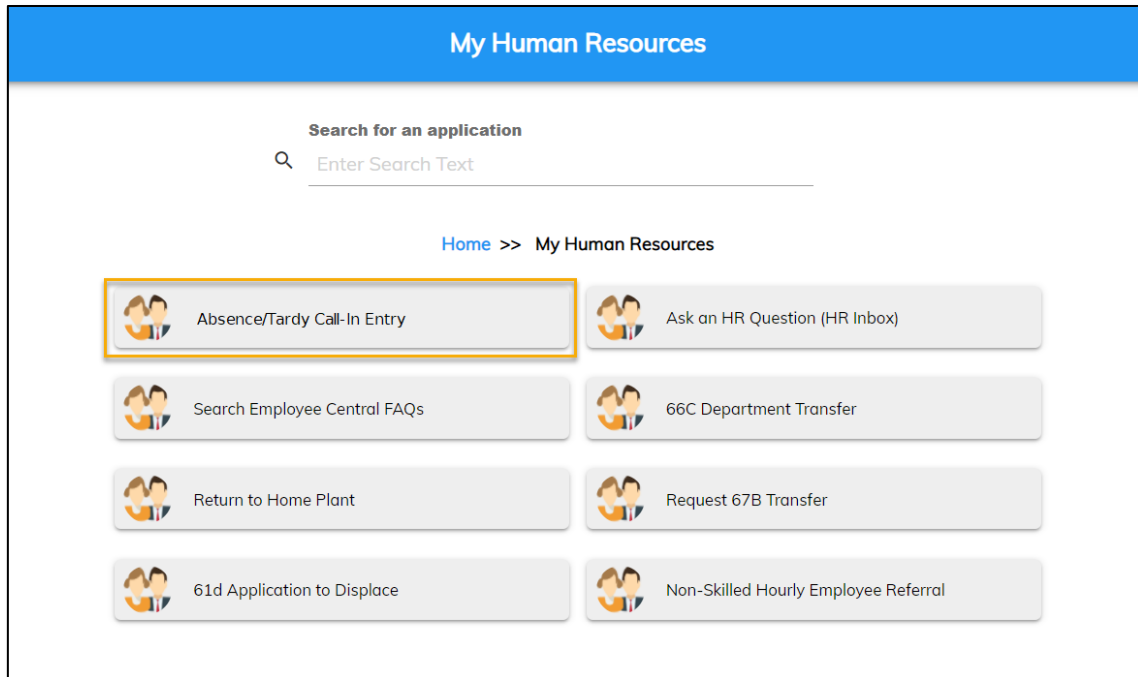 My Human Resources
Search for an application
Enter Search Text
Home >> My Human Resources
Absence/Tardy Call-In Entry
Ask an HR Question (HR Inbox)
Search Employee Central FAQs
66C Department Transfer
Return to Home Plant
Request 67B Transfer
61d Application to Displace
Non-Skilled Hourly Employee Referral